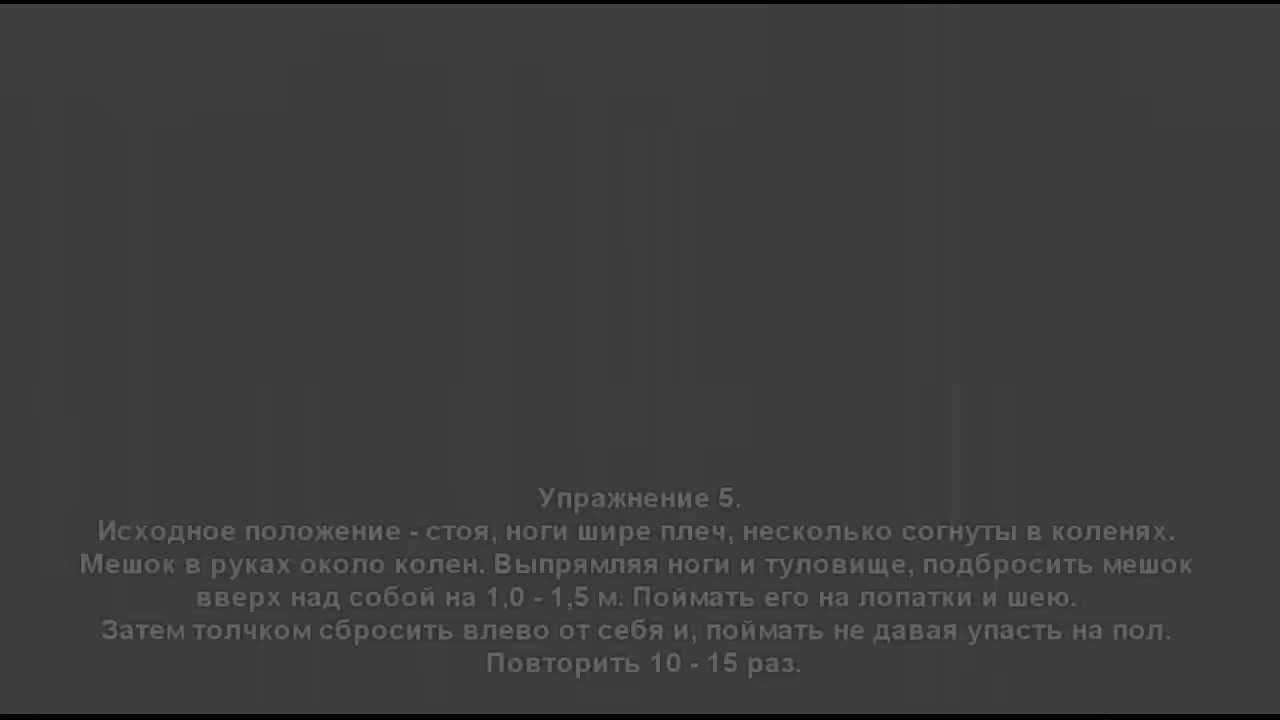 Упражнение 5.
Исходное положение - стоя, ноги шире плеч, несколько согнуты в коленях.
Мешок в руках около колен. Выпрямляя ноги и туловище, подбросить мешок
вверх над собой на 1,0 - 1,5 м. Поймать его на лопатки и шею.
Затем толчком сбросить влево от себя и, поймать не давая упасть на пол.
Повторить 10 - 15 раз.